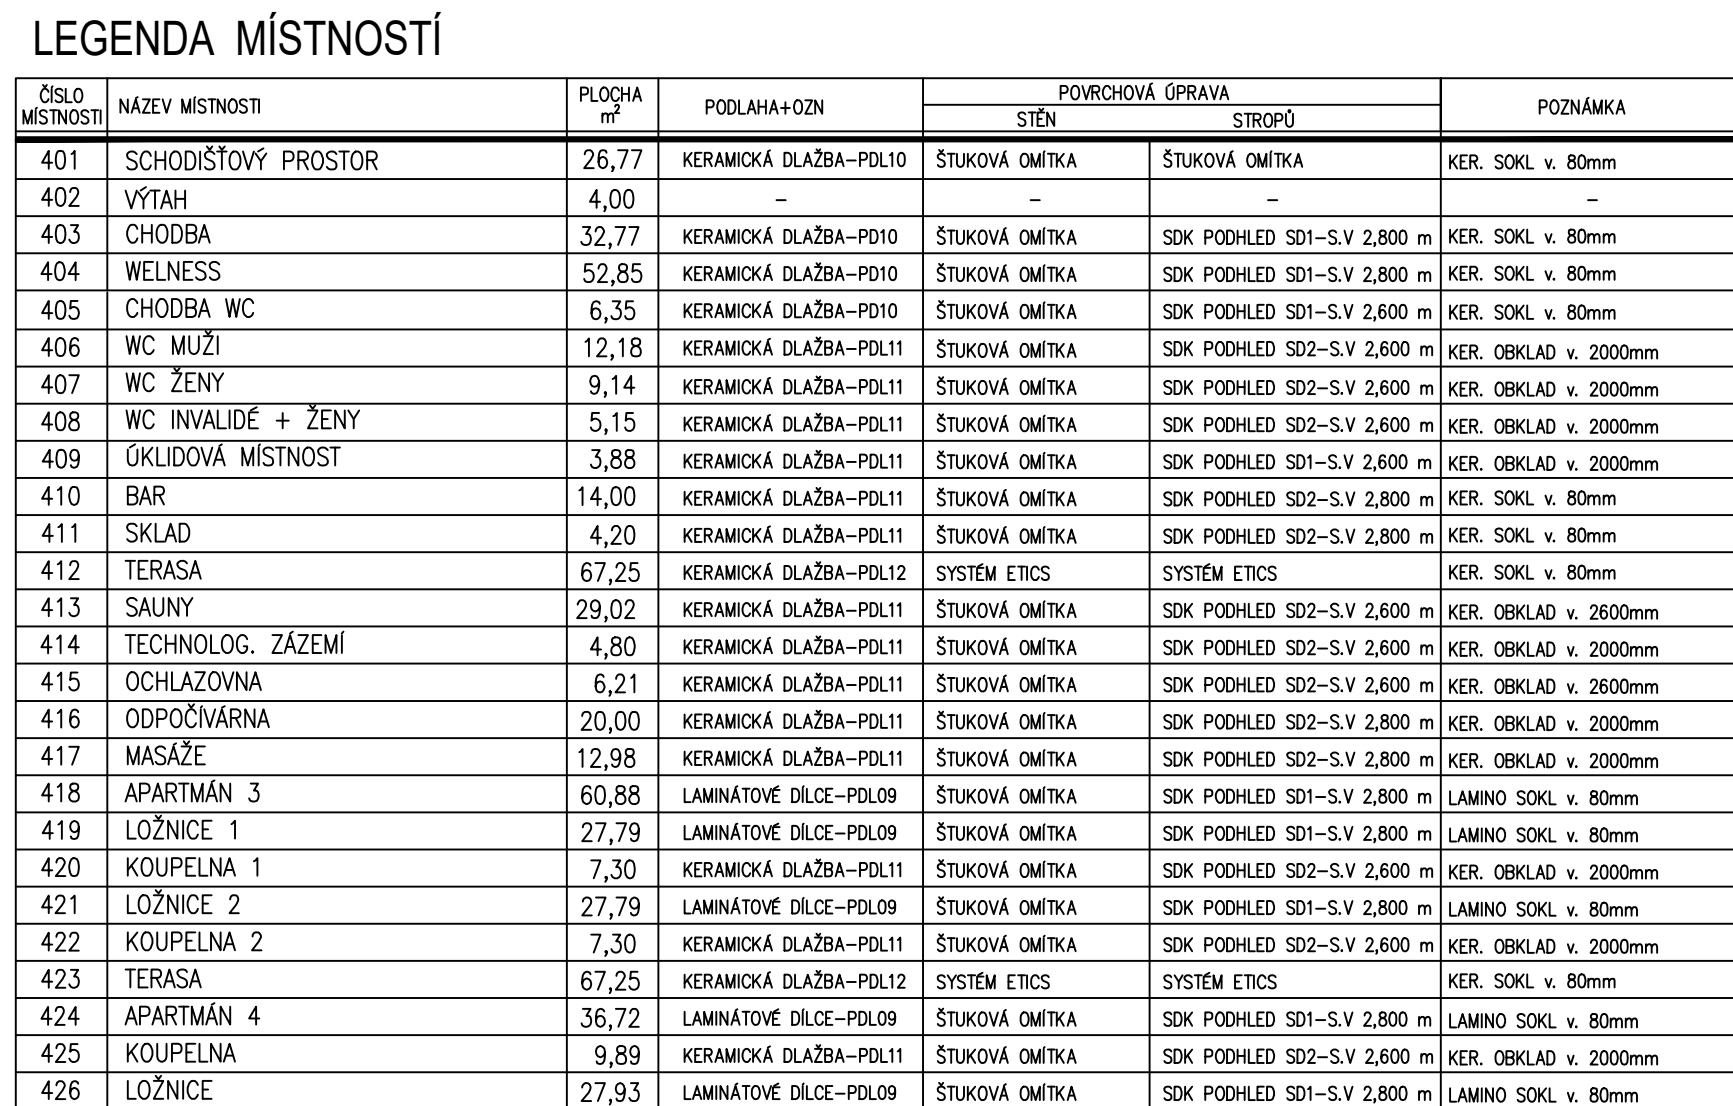 LEGENDA MÍSTNOSTÍ
ČÍSLO MÍSTNOSTI NÁZEV MÍSTNOSTI PLOCHA m² PODLAHA+OZN POVRCHOVÁ ÚPRAVA STĚN STROPŮ POZNÁMKA
401 SCHODIŠŤOVÝ PROSTOR 26,77 KERAMICKÁ DLAŽBA-PDL10 ŠTUKOVÁ OMÍTKA ŠTUKOVÁ OMÍTKA KER. SOKL v. 80mm
402 VÝTAH 4,00 - - - -
403 CHODBA 32,77 KERAMICKÁ DLAŽBA-PD10 ŠTUKOVÁ OMÍTKA SDK PODHLED SD1-S.V 2,800 m KER. SOKL v. 80mm
404 WELNESS 52,85 KERAMICKÁ DLAŽBA-PD10 ŠTUKOVÁ OMÍTKA SDK PODHLED SD1-S.V 2,800 m KER. SOKL v. 80mm
405 CHODBA WC 6,35 KERAMICKÁ DLAŽBA-PD10 ŠTUKOVÁ OMÍTKA SDK PODHLED SD1-S.V 2,600 m KER. SOKL v. 80mm
406 WC MUŽI 12,18 KERAMICKÁ DLAŽBA-PDL11 ŠTUKOVÁ OMÍTKA SDK PODHLED SD2-S.V 2,600 m KER. OBKLAD v. 2000mm
407 WC ŽENY 9,14 KERAMICKÁ DLAŽBA-PDL11 ŠTUKOVÁ OMÍTKA SDK PODHLED SD2-S.V 2,600 m KER. OBKLAD v. 2000mm
408 WC INVALIDÉ + ŽENY 5,15 KERAMICKÁ DLAŽBA-PDL11 ŠTUKOVÁ OMÍTKA SDK PODHLED SD2-S.V 2,600 m KER. OBKLAD v. 2000mm
409 ÚKLIDOVÁ MÍSTNOST 3,88 KERAMICKÁ DLAŽBA-PDL11 ŠTUKOVÁ OMÍTKA SDK PODHLED SD1-S.V 2,600 m KER. OBKLAD v. 2000mm
410 BAR 14,00 KERAMICKÁ DLAŽBA-PDL11 ŠTUKOVÁ OMÍTKA SDK PODHLED SD2-S.V 2,800 m KER. SOKL v. 80mm
411 SKLAD 4,20 KERAMICKÁ DLAŽBA-PDL11 ŠTUKOVÁ OMÍTKA SDK PODHLED SD2-S.V 2,800 m KER. SOKL v. 80mm
412 TERASA 67,25 KERAMICKÁ DLAŽBA-PDL12 SYSTÉM ETICS SYSTÉM ETICS KER. SOKL v. 80mm
413 SAUNY 29,02 KERAMICKÁ DLAŽBA-PDL11 ŠTUKOVÁ OMÍTKA SDK PODHLED SD2-S.V 2,600 m KER. OBKLAD v. 2600mm
414 TECHNOLOG. ZÁZEMÍ 4,80 KERAMICKÁ DLAŽBA-PDL11 ŠTUKOVÁ OMÍTKA SDK PODHLED SD2-S.V 2,600 m KER. OBKLAD v. 2000mm
415 OCHLAZOVNA 6,21 KERAMICKÁ DLAŽBA-PDL11 ŠTUKOVÁ OMÍTKA SDK PODHLED SD2-S.V 2,600 m KER. OBKLAD v. 2600mm
416 ODPOČÍVÁRNA 20,00 KERAMICKÁ DLAŽBA-PDL11 ŠTUKOVÁ OMÍTKA SDK PODHLED SD2-S.V 2,800 m KER. OBKLAD v. 2000mm
417 MASÁŽE 12,98 KERAMICKÁ DLAŽBA-PDL11 ŠTUKOVÁ OMÍTKA SDK PODHLED SD2-S.V 2,800 m KER. OBKLAD v. 2000mm
418 APARTMÁN 3 60,88 LAMINÁTOVÉ DÍLCE-PDL09 ŠTUKOVÁ OMÍTKA SDK PODHLED SD1-S.V 2,800 m LAMINO SOKL v. 80mm
419 LOŽNICE 1 27,79 LAMINÁTOVÉ DÍLCE-PDL09 ŠTUKOVÁ OMÍTKA SDK PODHLED SD1-S.V 2,800 m LAMINO SOKL v. 80mm
420 KOUPELNA 1 7,30 KERAMICKÁ DLAŽBA-PDL11 ŠTUKOVÁ OMÍTKA SDK PODHLED SD2-S.V 2,600 m KER. OBKLAD v. 2000mm
421 LOŽNICE 2 27,79 LAMINÁTOVÉ DÍLCE-PDL09 ŠTUKOVÁ OMÍTKA SDK PODHLED SD1-S.V 2,800 m LAMINO SOKL v. 80mm
422 KOUPELNA 2 7,30 KERAMICKÁ DLAŽBA-PDL11 ŠTUKOVÁ OMÍTKA SDK PODHLED SD2-S.V 2,600 m KER. OBKLAD v. 2000mm
423 TERASA 67,25 KERAMICKÁ DLAŽBA-PDL12 SYSTÉM ETICS SYSTÉM ETICS KER. SOKL v. 80mm
424 APARTMÁN 4 36,72 LAMINÁTOVÉ DÍLCE-PDL09 ŠTUKOVÁ OMÍTKA SDK PODHLED SD1-S.V 2,800 m LAMINO SOKL v. 80mm
425 KOUPELNA 9,89 KERAMICKÁ DLAŽBA-PDL11 ŠTUKOVÁ OMÍTKA SDK PODHLED SD2-S.V 2,600 m KER. OBKLAD v. 2000mm
426 LOŽNICE 27,93 LAMINÁTOVÉ DÍLCE-PDL09 ŠTUKOVÁ OMÍTKA SDK PODHLED SD1-S.V 2,800 m LAMINO SOKL v. 80mm